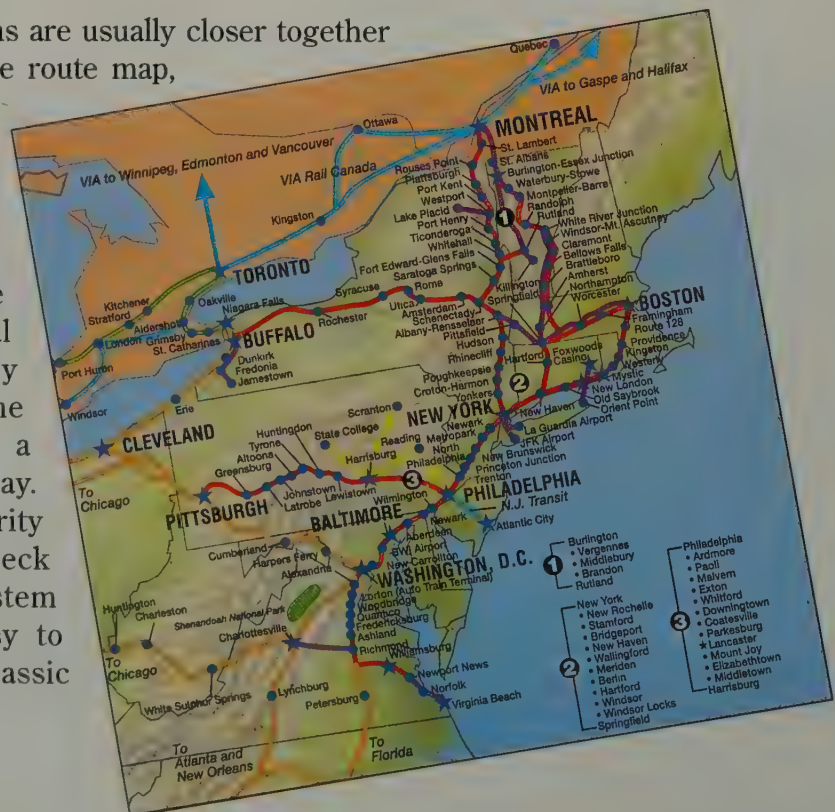 ns are usually closer together
e route map,
e
al
y
ne
a
ay.
rity
eck
stem
sy to
assic
Quebec
VIA to Gaspe and Halifax
Ottawa
MONTREAL
VIA to Winnipeg, Edmonton and Vancouver
VIA Rail Canada
St. Lambert
St. Albans
Burlington-Essex Junction
Waterbury-Stowe
Montpelier-Barre
Randolph
Rutland
White River Junction
Windsor-Mt. Ascutney
Claremont
Bellows Falls
Brattleboro
Amherst
Northampton
Worcester
Rouses Point
Plattsburgh
Port Kent
Westport
Lake Placid
Port Henry
Ticonderoga
Whitehall
Fort Edward-Glens Falls
Saratoga Springs
1
Kingston
TORONTO
Kitchener
Stratford
Oakville
Niagara Falls
Aldershot
London
Grimsby
St. Catharines
Port Huron
Windsor
BUFFALO
Rochester
Syracuse
Rome
Utica
Amsterdam
Schenectady
Albany-Rensselaer
Pittsfield
Hudson
Rhinecliff
Poughkeepsie
Croton-Harmon
Yonkers
Killington
Springfield
BOSTON
Framingham
Route 128
Providence
Kingston
Westerly
Mystic
New London
Old Saybrook
Orient Point
Hartford
Foxwoods
Casino
2
Dunkirk
Fredonia
Jamestown
Erie
CLEVELAND
To
Chicago
Scranton
NEW YORK
New Haven
La Guardia Airport
JFK Airport
Newark
Metropark
North
Philadelphia
New Brunswick
Princeton Junction
Trenton
Huntingdon
Tyrone
Altoona
Greensburg
State College
Reading
Harrisburg
Johnstown
Latrobe
Lewistown
3
PITTSBURGH
Wilmington
PHILADELPHIA
N.J. Transit
Atlantic City
BALTIMORE
Newark
Aberdeen
BWI Airport
New Carrollton
Cumberland
Harpers Ferry
Alexandria
WASHINGTON, D.C.
Lorton (Auto Train Terminal)
Woodbridge
Quantico
Fredericksburg
Ashland
Richmond
Huntington
Charleston
Shenandoah National Park
Charlottesville
To
Chicago
White Sulphur Springs
Williamsburg
Newport News
Norfolk
Virginia Beach
Lynchburg
Petersburg
To
Atlanta and
New Orleans
To
Florida
1
Burlington
• Vergennes
• Middlebury
• Brandon
Rutland
2
New York
• New Rochelle
• Stamford
• Bridgeport
• New Haven
• Wallingford
• Meriden
• Berlin
• Hartford
• Windsor
• Windsor Locks
Springfield
3
Philadelphia
• Ardmore
• Paoli
• Malvern
• Exton
• Whitford
• Downingtown
• Coatesville
• Parkesburg
★ Lancaster
• Mount Joy
• Elizabethtown
• Middletown
Harrisburg